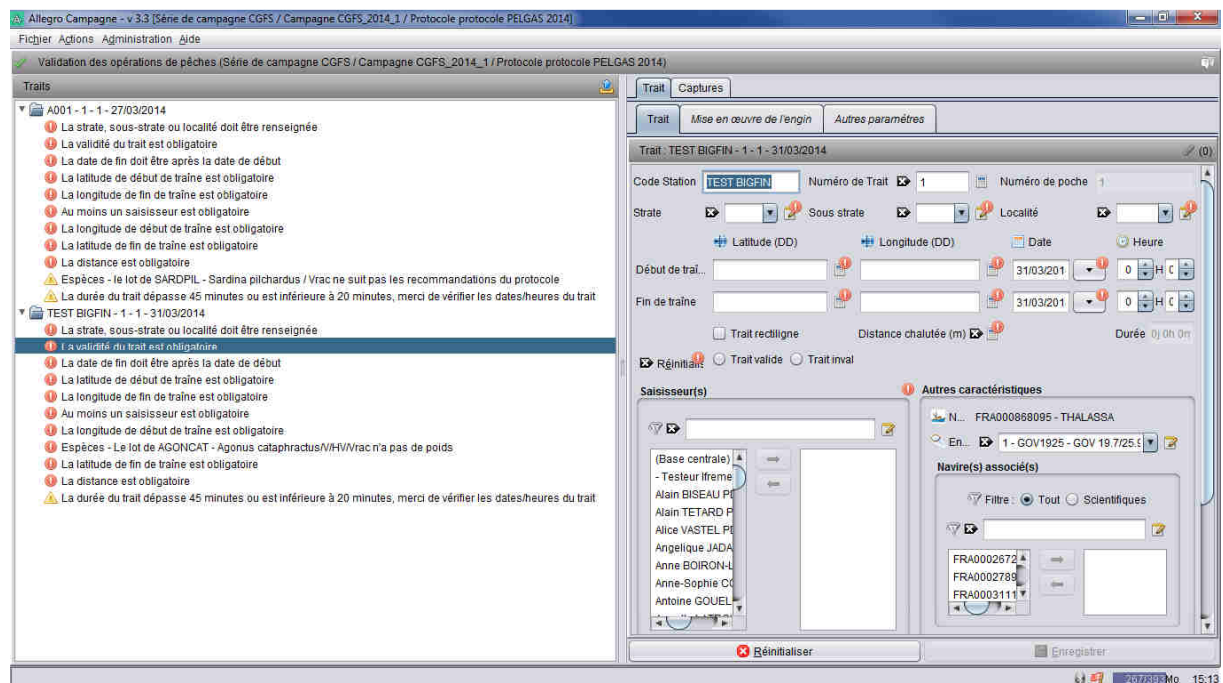 Allegro Campagne - v 3.3 [Série de campagne CGFS / Campagne CGFS_2014_1 / Protocole protocole PELGAS 2014]
Fichier Actions Administration Aide
Validation des opérations de pêches (Série de campagne CGFS / Campagne CGFS_2014_1 / Protocole protocole PELGAS 2014)
Traits
A001 - 1 - 1 - 27/03/2014
La strate, sous-strate ou localité doit être renseignée
La validité du trait est obligatoire
La date de fin doit être après la date de début
La latitude de début de traîne est obligatoire
La longitude de fin de traîne est obligatoire
Au moins un saisisseur est obligatoire
La longitude de début de traîne est obligatoire
La latitude de fin de traîne est obligatoire
La distance est obligatoire
Espèces - le lot de SARDPIL - Sardina pilchardus / Vrac ne suit pas les recommandations du protocole
La durée du trait dépasse 45 minutes ou est inférieure à 20 minutes, merci de vérifier les dates/heures du trait
TEST BIGFIN - 1 - 1 - 31/03/2014
La strate, sous-strate ou localité doit être renseignée
La validité du trait est obligatoire
La date de fin doit être après la date de début
La latitude de début de traîne est obligatoire
La longitude de fin de traîne est obligatoire
Au moins un saisisseur est obligatoire
La longitude de début de traîne est obligatoire
Espèces - Le lot de AGONCAT - Agonus cataphractus/V/HV/Vrac n'a pas de poids
La latitude de fin de traîne est obligatoire
La distance est obligatoire
La durée du trait dépasse 45 minutes ou est inférieure à 20 minutes, merci de vérifier les dates/heures du trait
Trait Captures
Trait Mise en œuvre de l'engin Autres paramètres
Trait : TEST BIGFIN - 1 - 1 - 31/03/2014 (0)
Code Station TEST BIGFIN Numéro de Trait 1 Numéro de poche 1
Strate Sous strate Localité
Latitude (DD) Longitude (DD) Date Heure
Début de traî... 31/03/201 0 H
Fin de traîne 31/03/201 0 H
Trait rectiligne Distance chalutée (m) Durée 0j 0h 0m
Réinitialis Trait valide Trait inval
Saisisseur(s)
(Base centrale)
- Testeur Ifreme
Alain BISEAU PD
Alain TETARD P
Alice VASTEL PD
Angelique JADA
Anne BOIRON-L
Anne-Sophie CO
Antoine GOUEL
Autres caractéristiques
N... FRA000868095 - THALASSA
En... 1 - GOV1925 - GOV 19.7/25.9
Navire(s) associé(s)
Filtre : Tout Scientifiques
FRA0002672
FRA0002789
FRA0003111
Réinitialiser Enregistrer
267/393Mo 15:13